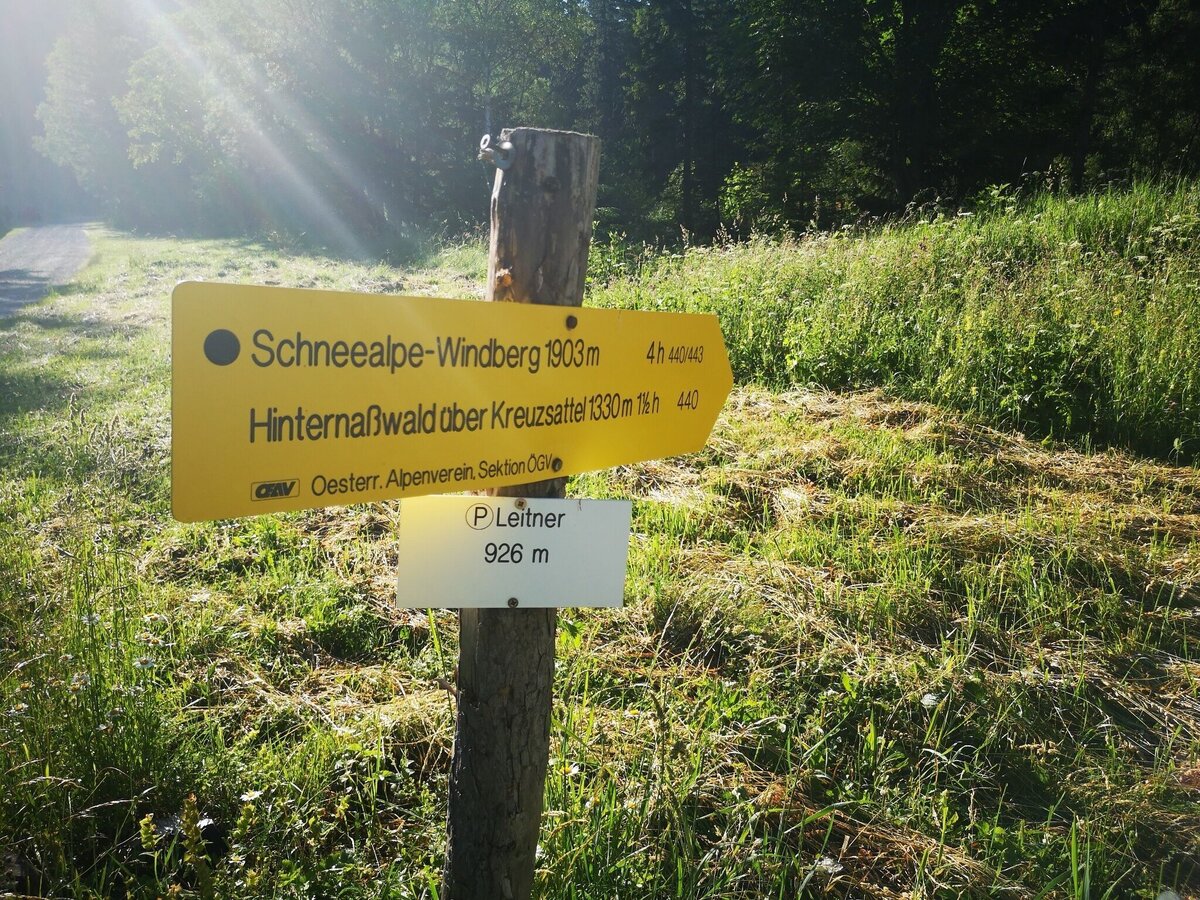 Schneealpe-Windberg 1903 m 4 h 440/443
Hinternaßwald über Kreuzsattel 1330 m 1½ h 440
OEAV Oesterr. Alpenverein, Sektion ÖGV
P Leitner
926 m